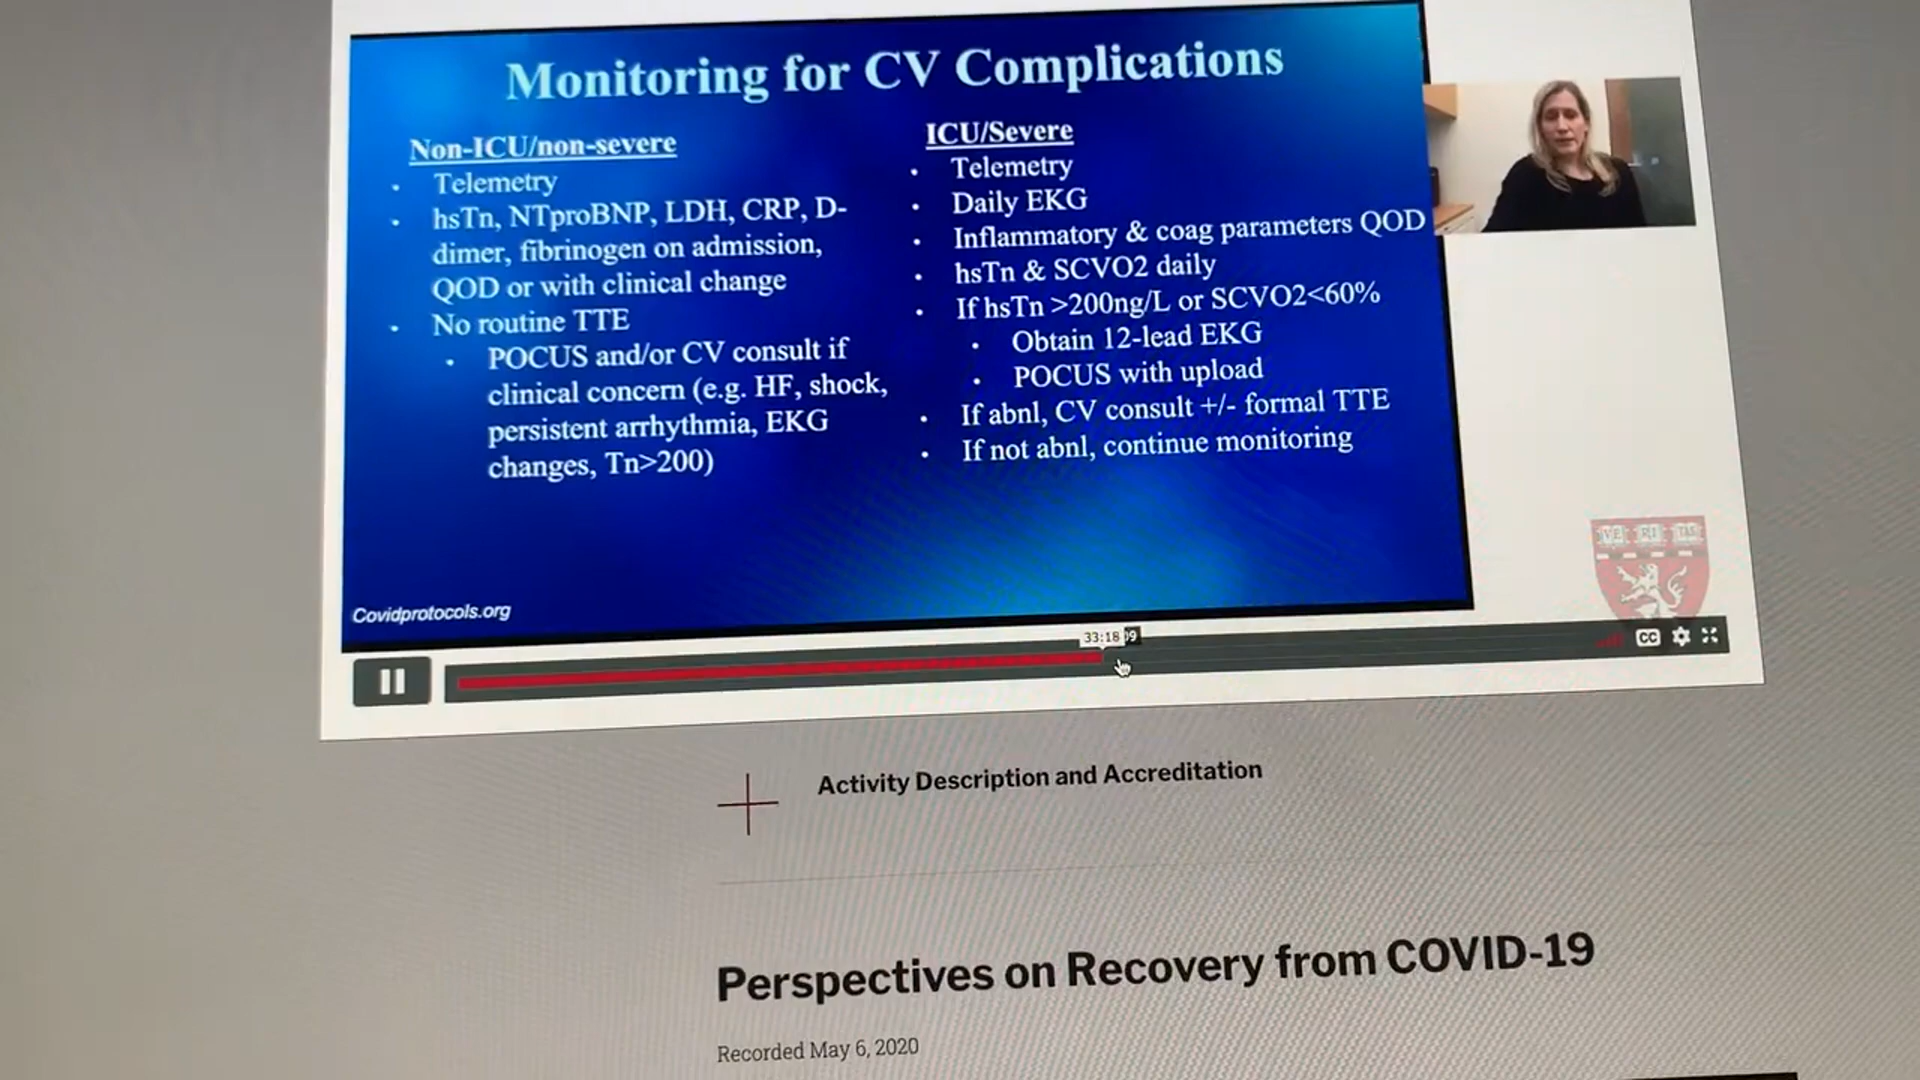 Monitoring for CV Complications
Non-ICU/non-severe
• Telemetry
• hsTn, NTproBNP, LDH, CRP, D-
dimer, fibrinogen on admission,
QOD or with clinical change
• No routine TTE
• POCUS and/or CV consult if
clinical concern (e.g. HF, shock,
persistent arrhythmia, EKG
changes, Tn>200)
ICU/Severe
• Telemetry
• Daily EKG
• Inflammatory & coag parameters QOD
• hsTn & SCVO2 daily
• If hsTn >200ng/L or SCVO2<60%
• Obtain 12-lead EKG
• POCUS with upload
• If abnl, CV consult +/- formal TTE
• If not abnl, continue monitoring
Covidprotocols.org
VE RI TAS
33:18
CC
Activity Description and Accreditation
Perspectives on Recovery from COVID-19
Recorded May 6, 2020